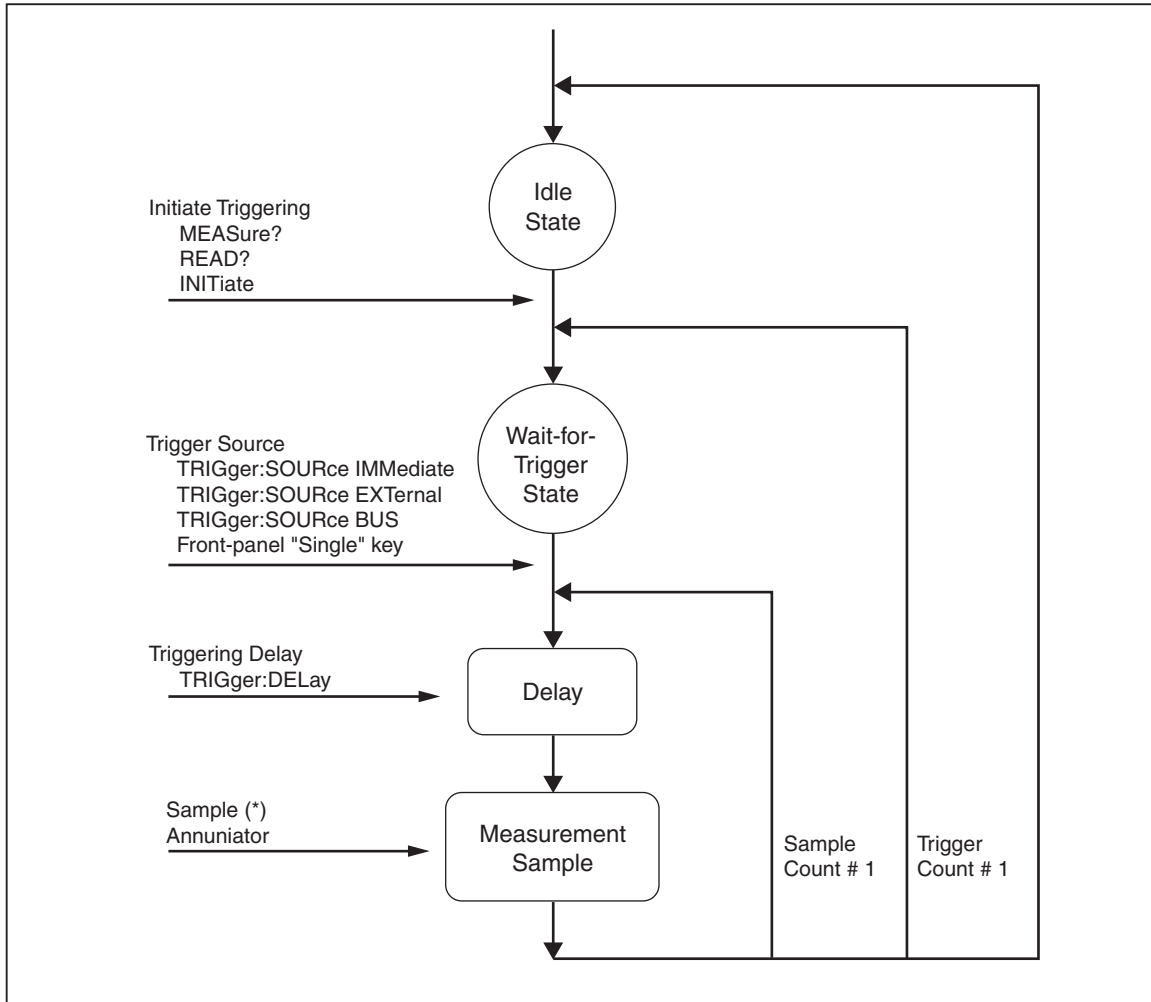 Idle
State
Initiate Triggering
MEASure?
READ?
INITiate
Wait-for-
Trigger
State
Trigger Source
TRIGger:SOURce IMMediate
TRIGger:SOURce EXTernal
TRIGger:SOURce BUS
Front-panel "Single" key
Triggering Delay
TRIGger:DELay
Delay
Sample (*)
Annuniator
Measurement
Sample
Sample
Count # 1
Trigger
Count # 1